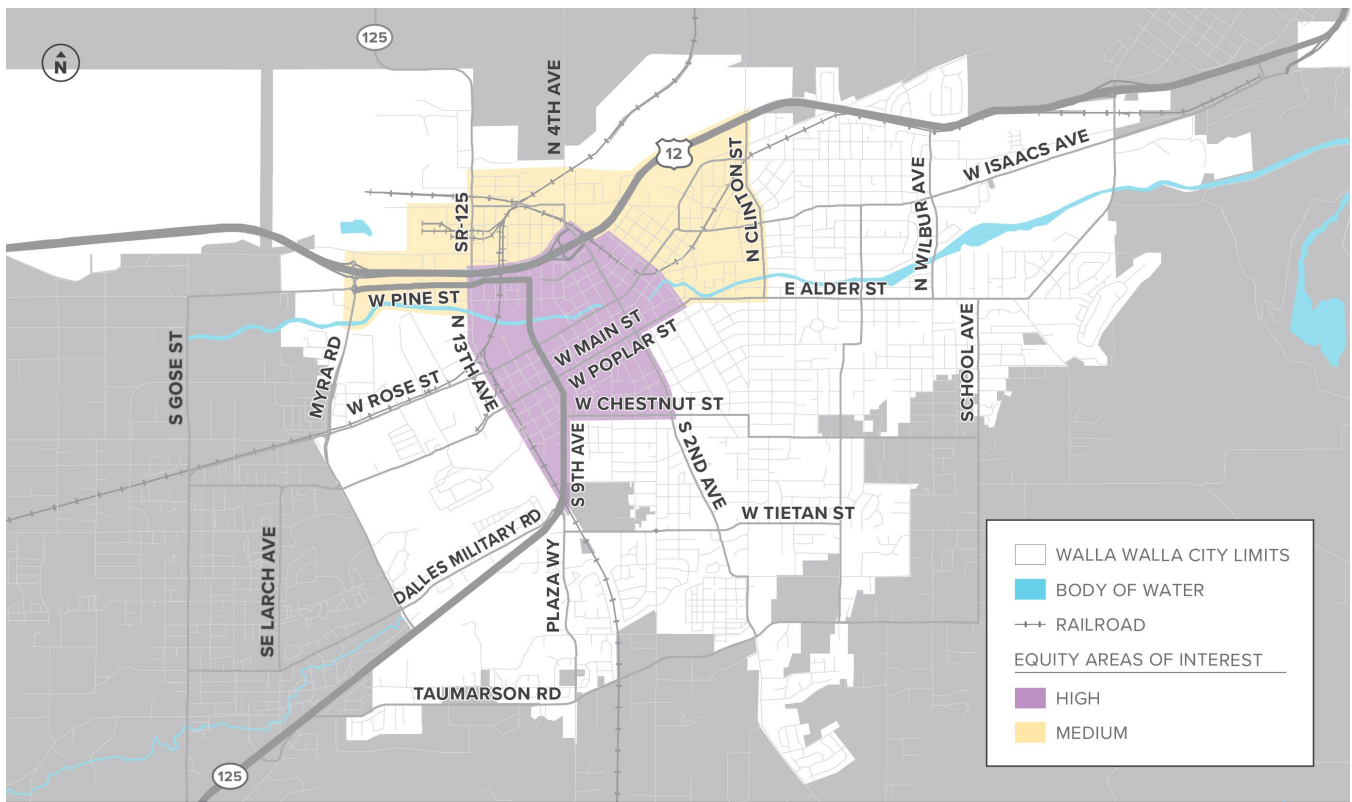 125
N
N 4TH AVE
12
SR-125
N CLINTON ST
N WILBUR AVE
W ISAACS AVE
W PINE ST
E ALDER ST
N 13TH AVE
W MAIN ST
W POPLAR ST
S GOSE ST
MYRA RD
W ROSE ST
SCHOOL AVE
W CHESTNUT ST
S 9TH AVE
S 2ND AVE
W TIETAN ST
DALLES MILITARY RD
SE LARCH AVE
PLAZA WY
TAUMARSON RD
125
WALLA WALLA CITY LIMITS
BODY OF WATER
RAILROAD
EQUITY AREAS OF INTEREST
HIGH
MEDIUM